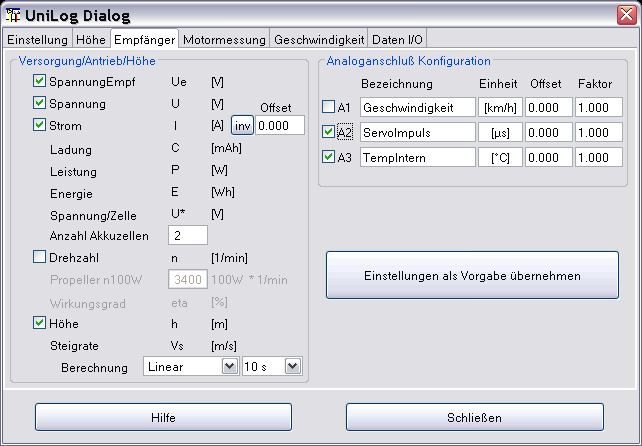 UniLog Dialog
Einstellung Höhe Empfänger Motormessung Geschwindigkeit Daten I/O
Versorgung/Antrieb/Höhe
SpannungEmpf Ue [V]
Spannung U [V] Offset
Strom I [A] inv 0.000
Ladung C [mAh]
Leistung P [W]
Energie E [Wh]
Spannung/Zelle U* [V]
Anzahl Akkuzellen 2
Drehzahl n [1/min]
Propeller n100W 3400 100W * 1/min
Wirkungsgrad eta [%]
Höhe h [m]
Steigrate Vs [m/s]
Berechnung Linear 10 s
Analoganschluß Konfiguration
Bezeichnung Einheit Offset Faktor
A1 Geschwindigkeit [km/h] 0.000 1.000
A2 ServoImpuls [µs] 0.000 1.000
A3 TempIntern [°C] 0.000 1.000
Einstellungen als Vorgabe übernehmen
Hilfe Schließen